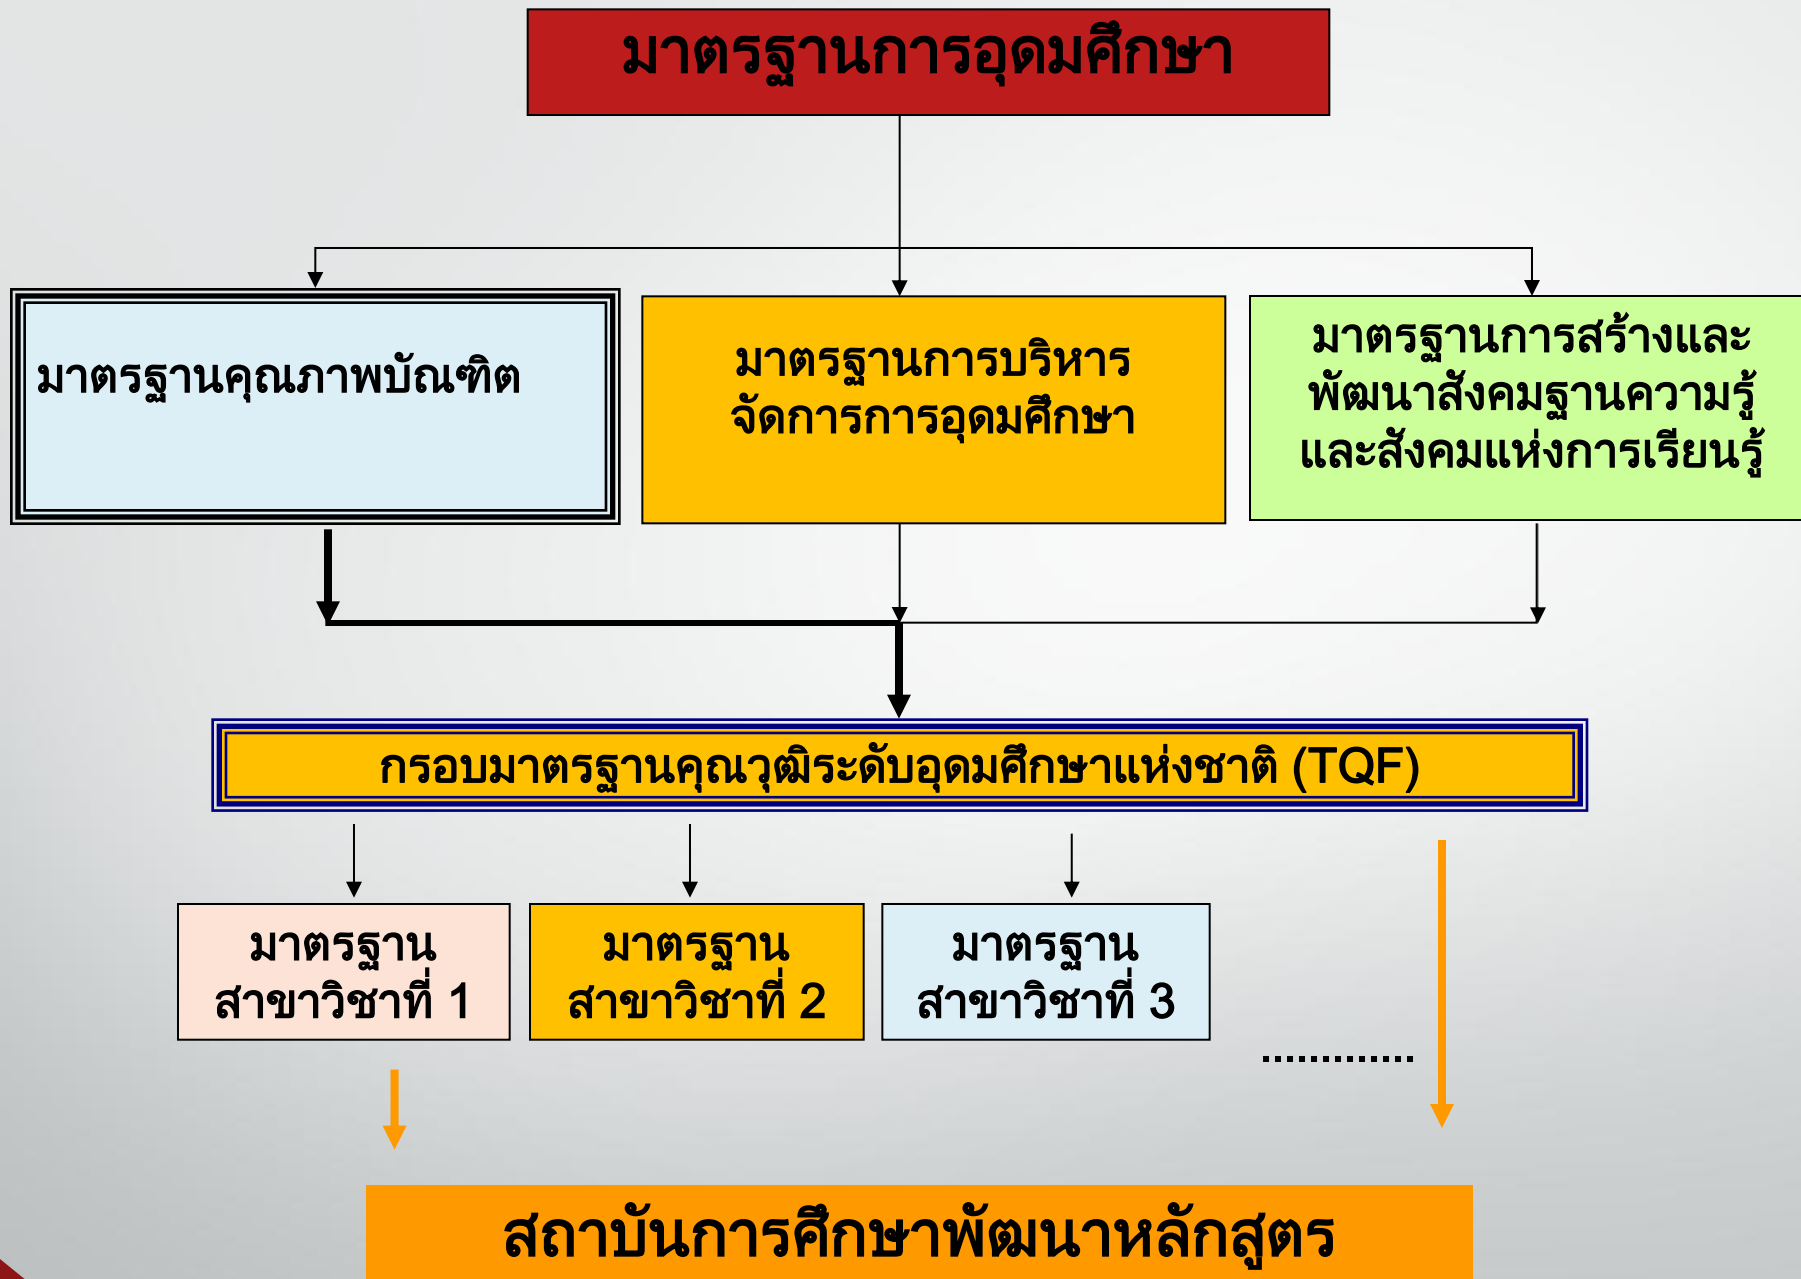 มาตรฐานการอุดมศึกษา
มาตรฐานคุณภาพบัณฑิต
มาตรฐานการบริหาร
จัดการการอุดมศึกษา
มาตรฐานการสร้างและ
พัฒนาสังคมฐานความรู้
และสังคมแห่งการเรียนรู้
กรอบมาตรฐานคุณวุฒิระดับอุดมศึกษาแห่งชาติ (TQF)
มาตรฐาน
สาขาวิชาที่ 1
มาตรฐาน
สาขาวิชาที่ 2
มาตรฐาน
สาขาวิชาที่ 3
.............
สถาบันการศึกษาพัฒนาหลักสูตร